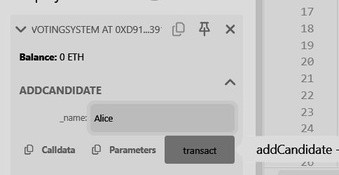 VOTINGSYSTEM AT 0XD91...39
Balance: 0 ETH
ADDCANDIDATE
_name: Alice
Calldata Parameters transact
addCandidate -
17
18
19
20
21
22
23
24